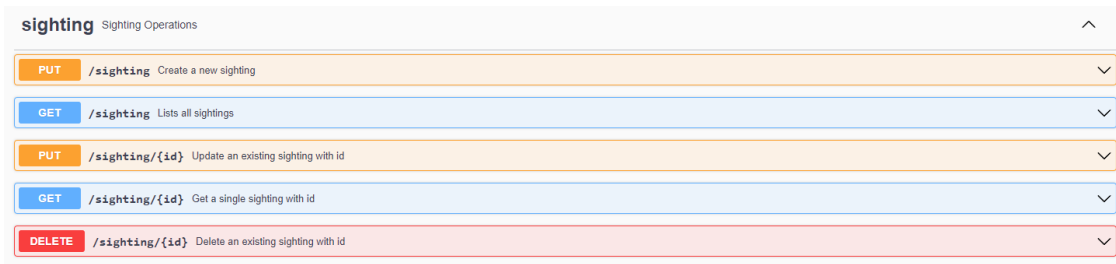 sighting Sighting Operations
PUT /sighting Create a new sighting
GET /sighting Lists all sightings
PUT /sighting/{id} Update an existing sighting with id
GET /sighting/{id} Get a single sighting with id
DELETE /sighting/{id} Delete an existing sighting with id